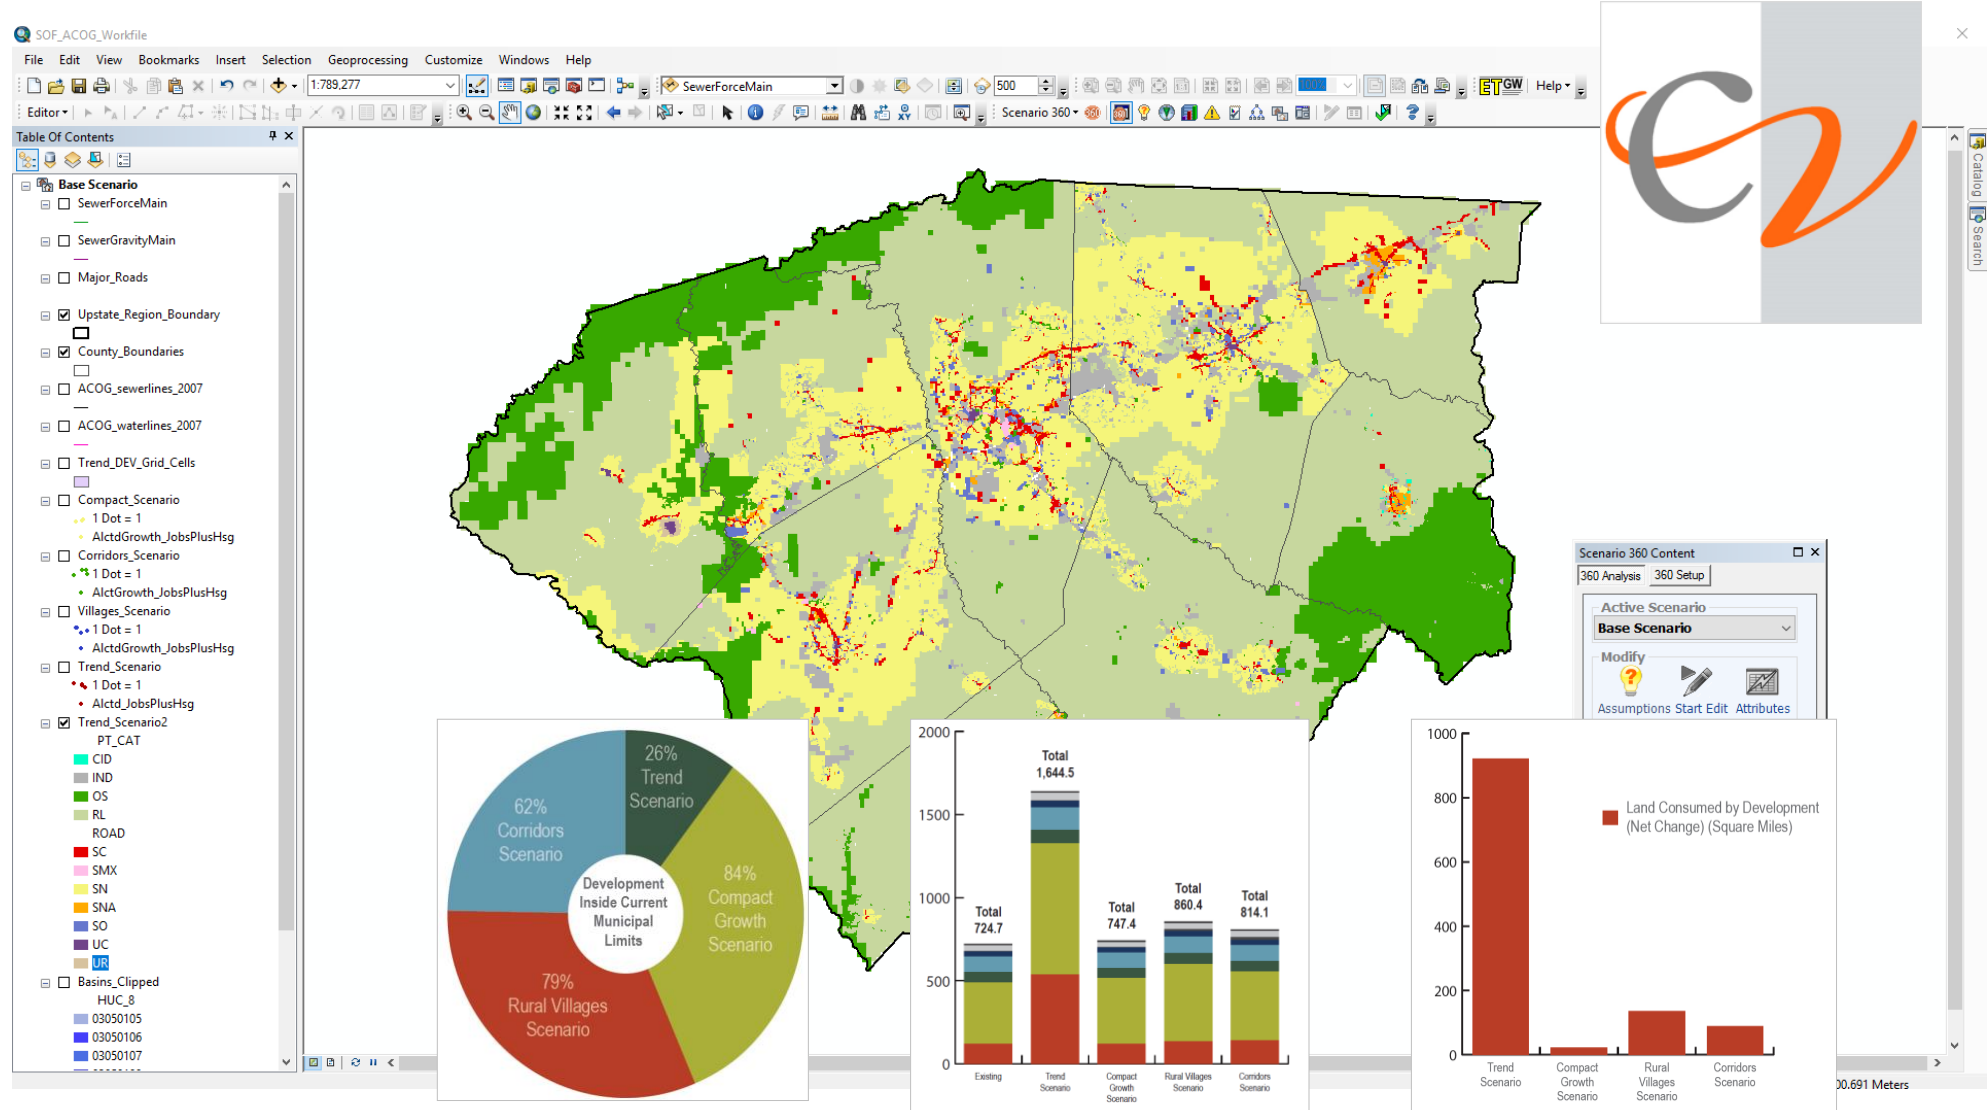 SOF_ACOG_Workfile
File Edit View Bookmarks Insert Selection Geoprocessing Customize Windows Help
1:789,277
SewerForceMain
500
100%
ET GW
Help
Editor
Scenario 360
360
Table Of Contents
Base Scenario
SewerForceMain
SewerGravityMain
Major_Roads
Upstate_Region_Boundary
County_Boundaries
ACOG_sewerlines_2007
ACOG_waterlines_2007
Trend_DEV_Grid_Cells
Compact_Scenario
1 Dot = 1
AlctdGrowth_JobsPlusHsg
Corridors_Scenario
1 Dot = 1
AlctGrowth_JobsPlusHsg
Villages_Scenario
1 Dot = 1
AlctdGrowth_JobsPlusHsg
Trend_Scenario
1 Dot = 1
Alctd_JobsPlusHsg
Trend_Scenario2
PT_CAT
CID
IND
OS
RL
ROAD
SC
SMX
SN
SNA
SO
UC
UR
Basins_Clipped
HUC_8
03050105
03050106
03050107
CV
Catalog
Search
Scenario 360 Content
360 Analysis 360 Setup
Active Scenario
Base Scenario
Modify
Assumptions Start Edit Attributes
26%
Trend
Scenario
62%
Corridors
Scenario
84%
Compact
Growth
Scenario
Development
Inside Current
Municipal
Limits
79%
Rural Villages
Scenario
2000
1500
1000
500
0
Total
724.7
Total
1,644.5
Total
747.4
Total
860.4
Total
814.1
Existing
Trend
Scenario
Compact
Growth
Scenario
Rural Villages
Scenario
Corridors
Scenario
1000
800
600
400
200
0
Land Consumed by Development
(Net Change) (Square Miles)
Trend
Scenario
Compact
Growth
Scenario
Rural
Villages
Scenario
Corridors
Scenario
00.691 Meters